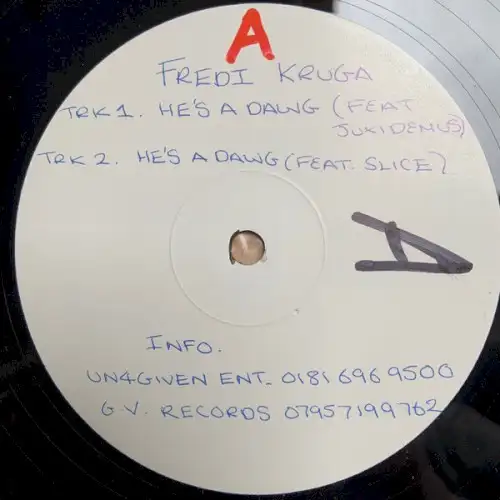 A
FREDI KRUGA
TRK 1. HE'S A DAWG (FEAT
JUKIDEMUS)
TRK 2. HE'S A DAWG (FEAT. SLICE)
A
INFO.
UN4GIVEN ENT. 0181 696 9500
G.V. RECORDS 07957199762